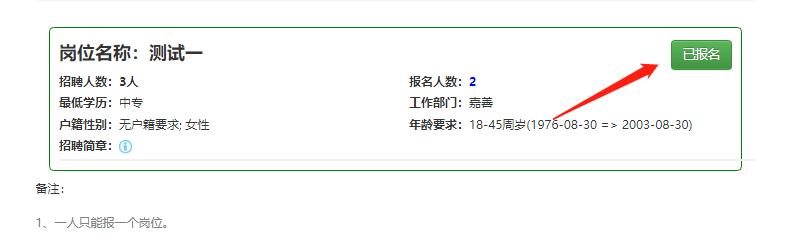 岗位名称：测试一
已报名
招聘人数：3人
报名人数：2
最低学历：中专
工作部门：嘉善
户籍性别：无户籍要求; 女性
年龄要求：18-45周岁(1976-08-30 => 2003-08-30)
招聘简章：
备注：
1、一人只能报一个岗位。